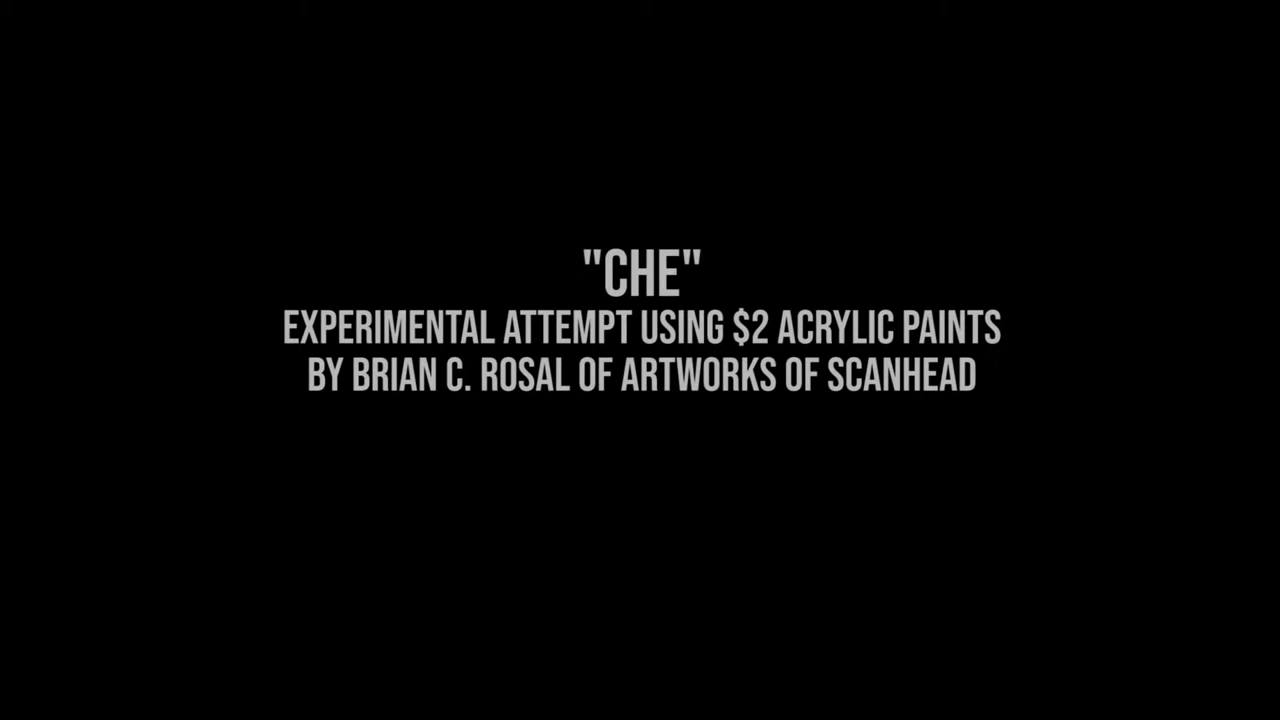 "CHE"
EXPERIMENTAL ATTEMPT USING $2 ACRYLIC PAINTS
BY BRIAN C. ROSAL OF ARTWORKS OF SCANHEAD